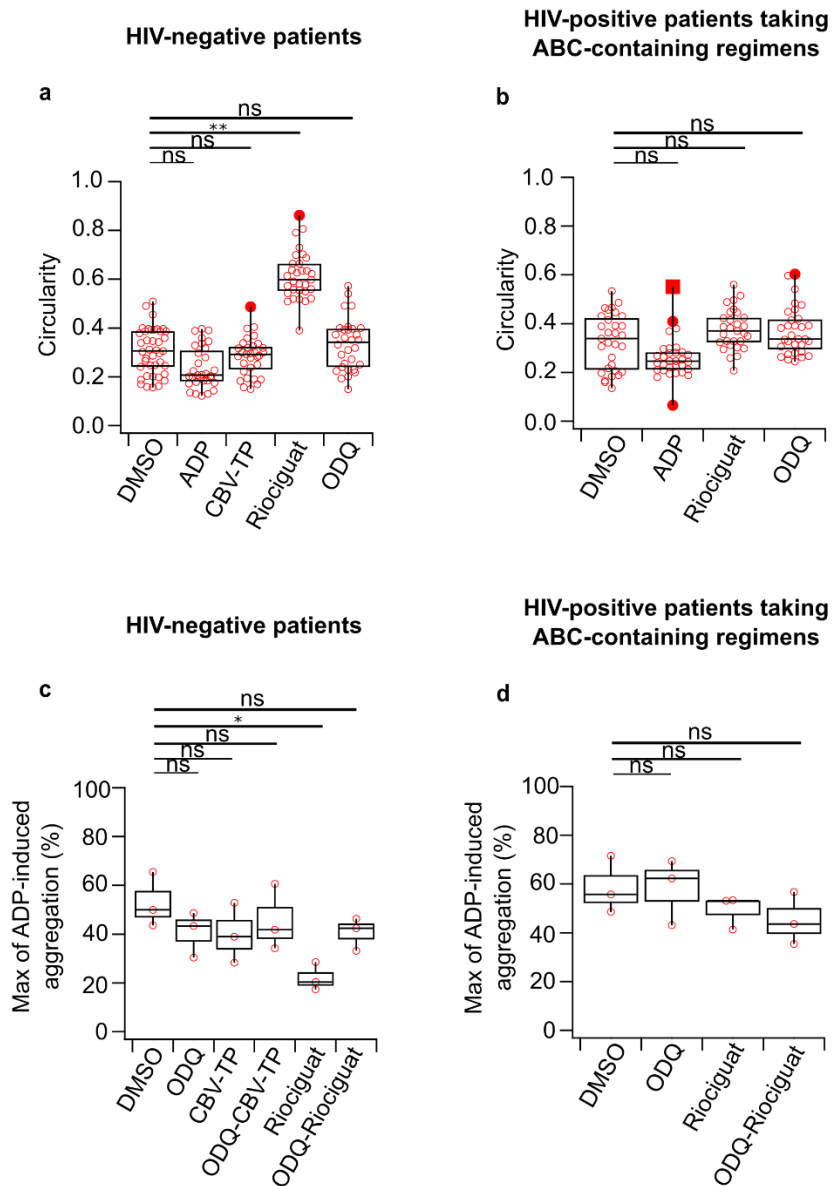 HIV-negative patients
HIV-positive patients taking
ABC-containing regimens
a
ns
**
ns
ns
Circularity
1.0
0.8
0.6
0.4
0.2
0.0
DMSO
ADP
CBV-TP
Riociguat
ODQ
b
ns
ns
ns
Circularity
1.0
0.8
0.6
0.4
0.2
0.0
DMSO
ADP
Riociguat
ODQ
HIV-negative patients
HIV-positive patients taking
ABC-containing regimens
c
ns
*
ns
ns
ns
Max of ADP-induced
aggregation (%)
100
80
60
40
20
0
DMSO
ODQ
CBV-TP
ODQ-CBV-TP
Riociguat
ODQ-Riociguat
d
ns
ns
ns
Max of ADP-induced
aggregation (%)
100
80
60
40
20
0
DMSO
ODQ
Riociguat
ODQ-Riociguat